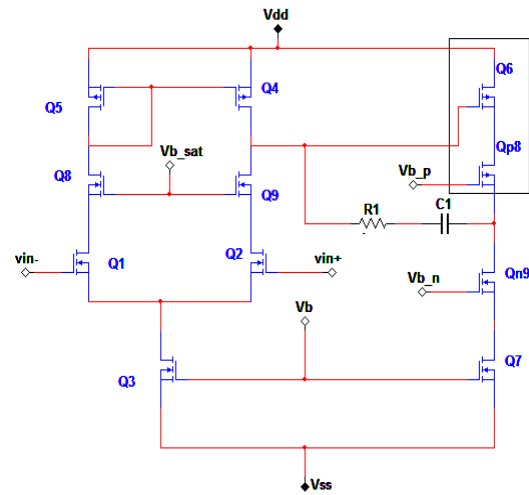 Vdd
Q6
Q5
Q4
Vb_sat
Qp8
Q8
Q9
Vb_p
R1
C1
vin-
Q1
Q2
vin+
Vb_n
Qn9
Vb
Q3
Q7
Vss